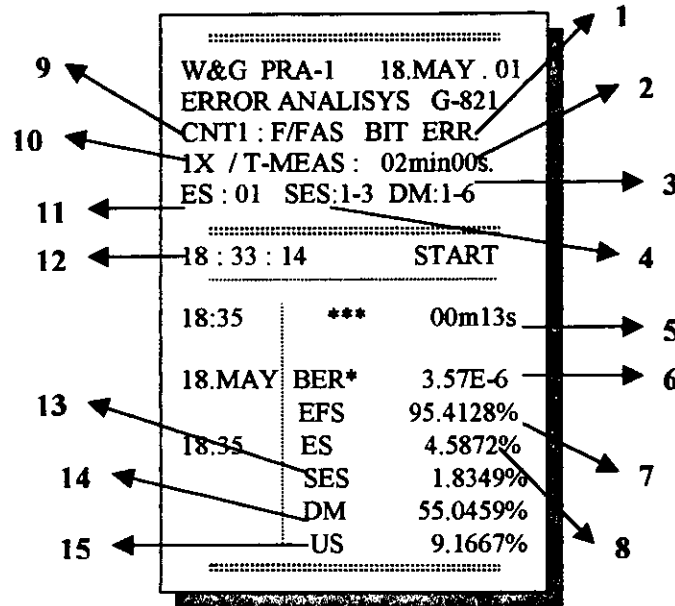 1
9
W&G PRA-1 18.MAY . 01
ERROR ANALISYS G-821
2
10
CNT1 : F/FAS BIT ERR.
1X / T-MEAS : 02min00s.
3
11
ES : 01 SES:1-3 DM:1-6
12
18 : 33 : 14 START
4
18:35 *** 00m13s
5
18.MAY BER* 3.57E-6
6
13
EFS 95.4128%
18.35 ES 4.5872%
14
SES 1.8349%
7
DM 55.0459%
15
US 9.1667%
8